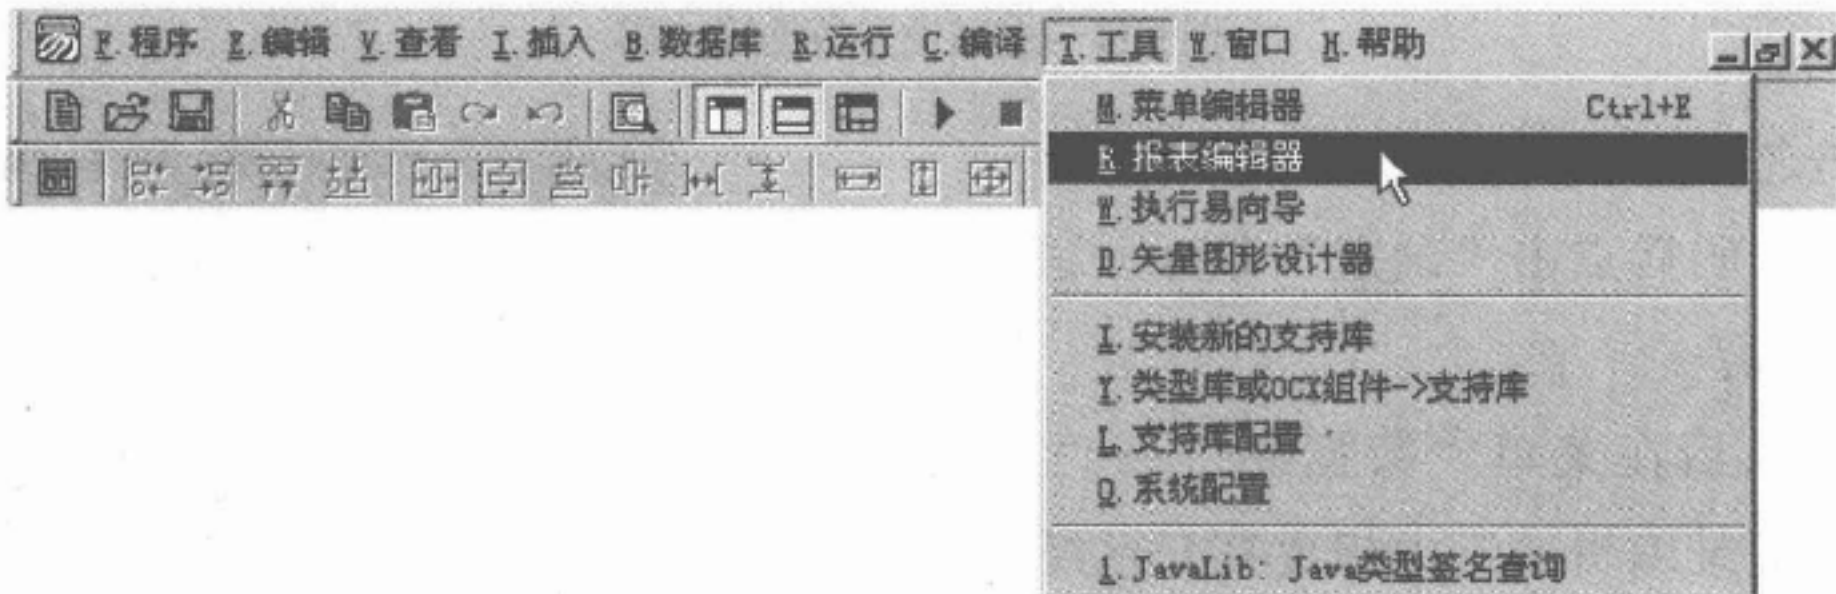 F.程序 E.编辑 V.查看 I.插入 B.数据库 R.运行 C.编译 T.工具 W.窗口 H.帮助
M.菜单编辑器 Ctrl+E
R.报表编辑器
W.执行易向导
D.矢量图形设计器
I.安装新的支持库
Y.类型库或OCX组件->支持库
L.支持库配置
O.系统配置
1.JavaLib: Java类型签名查询